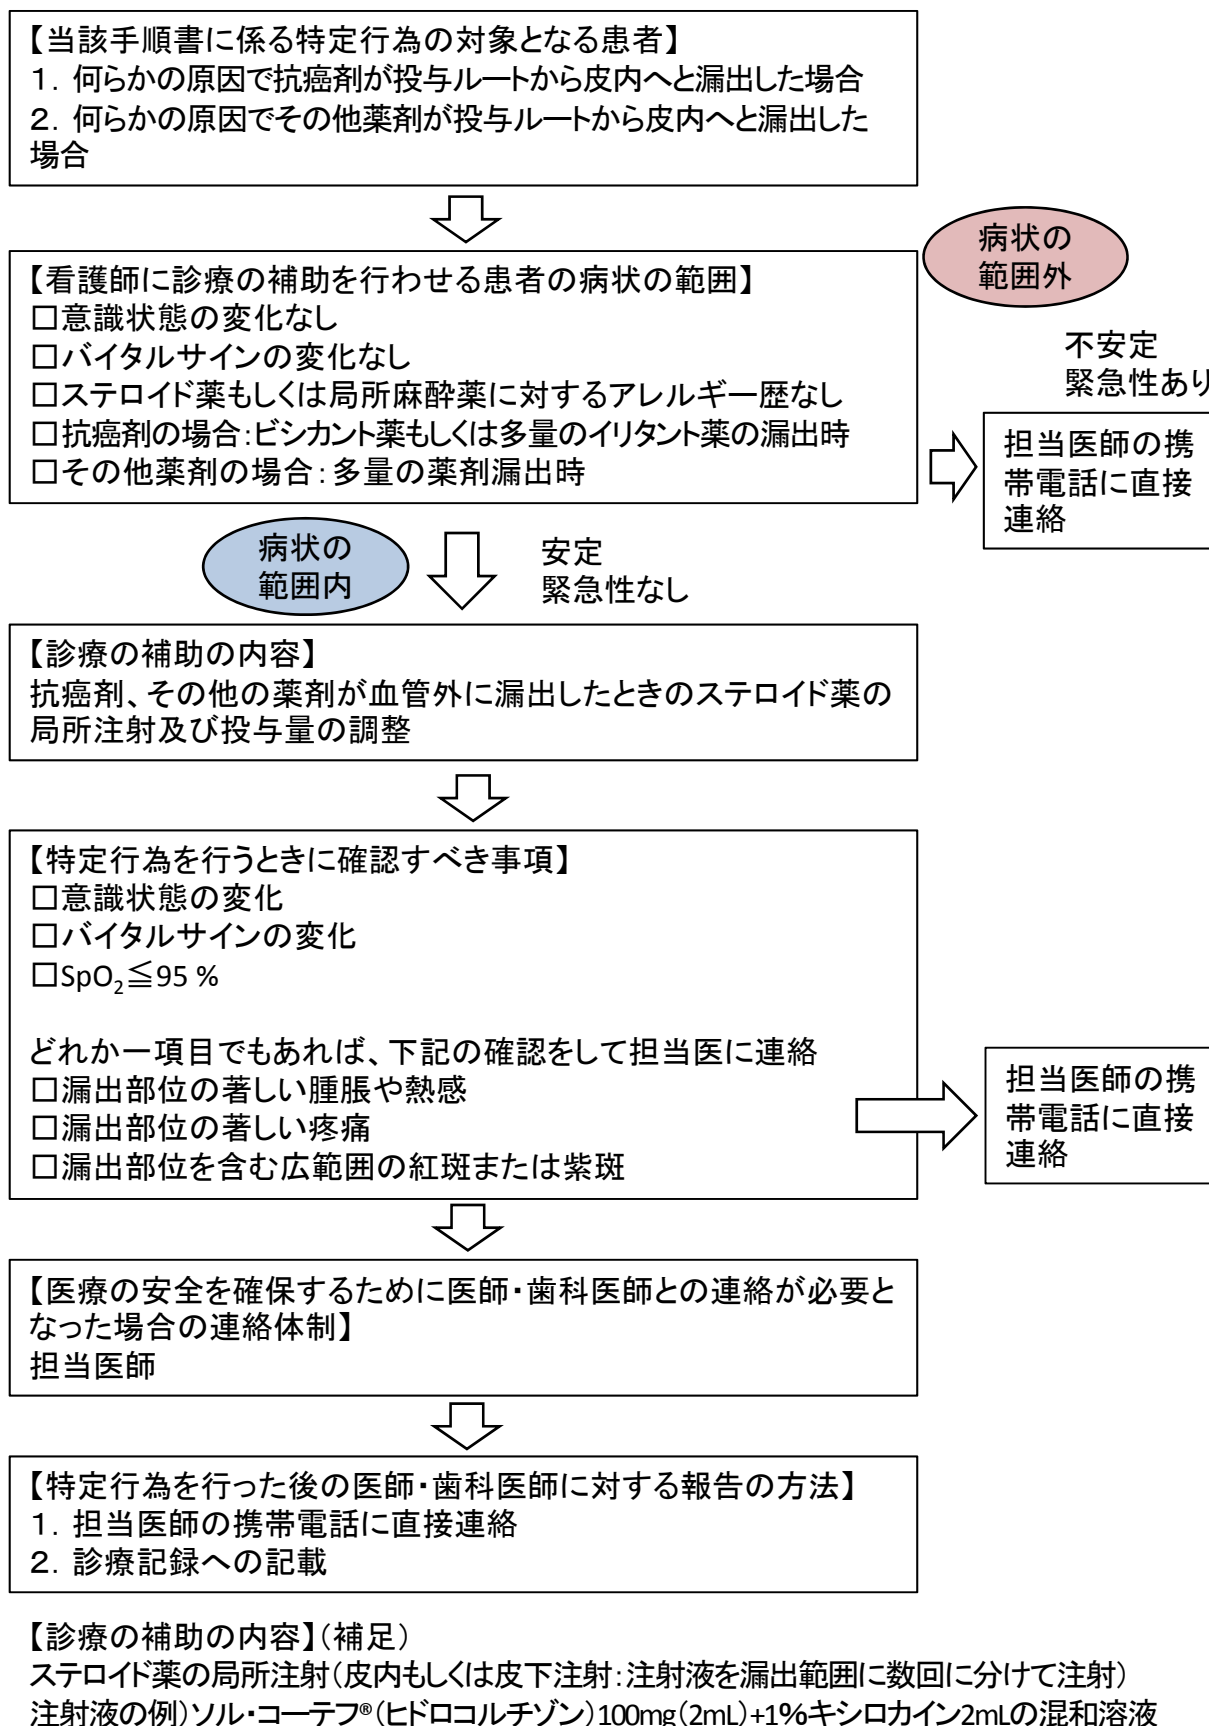 【当該手順書に係る特定行為の対象となる患者】
１．何らかの原因で抗癌剤が投与ルートから皮内へと漏出した場合
２．何らかの原因でその他薬剤が投与ルートから皮内へと漏出した
場合
病状の
範囲外
【看護師に診療の補助を行わせる患者の病状の範囲】
□意識状態の変化なし
□バイタルサインの変化なし
□ステロイド薬もしくは局所麻酔薬に対するアレルギー歴なし
□抗癌剤の場合：ビシカント薬もしくは多量のイリタント薬の漏出時
□その他薬剤の場合：多量の薬剤漏出時
不安定
緊急性あり
担当医師の携
帯電話に直接
連絡
病状の
範囲内
安定
緊急性なし
【診療の補助の内容】
抗癌剤、その他の薬剤が血管外に漏出したときのステロイド薬の
局所注射及び投与量の調整
【特定行為を行うときに確認すべき事項】
□意識状態の変化
□バイタルサインの変化
□SpO₂≦95 %
どれか一項目でもあれば、下記の確認をして担当医に連絡
□漏出部位の著しい腫脹や熱感
□漏出部位の著しい疼痛
□漏出部位を含む広範囲の紅斑または紫斑
担当医師の携
帯電話に直接
連絡
【医療の安全を確保するために医師・歯科医師との連絡が必要と
なった場合の連絡体制】
担当医師
【特定行為を行った後の医師・歯科医師に対する報告の方法】
１．担当医師の携帯電話に直接連絡
２．診療記録への記載
【診療の補助の内容】（補足）
ステロイド薬の局所注射（皮内もしくは皮下注射：注射液を漏出範囲に数回に分けて注射）
注射液の例）ソル・コーテフ®（ヒドロコルチゾン）100mg（2mL）+1%キシロカイン2mLの混和溶液